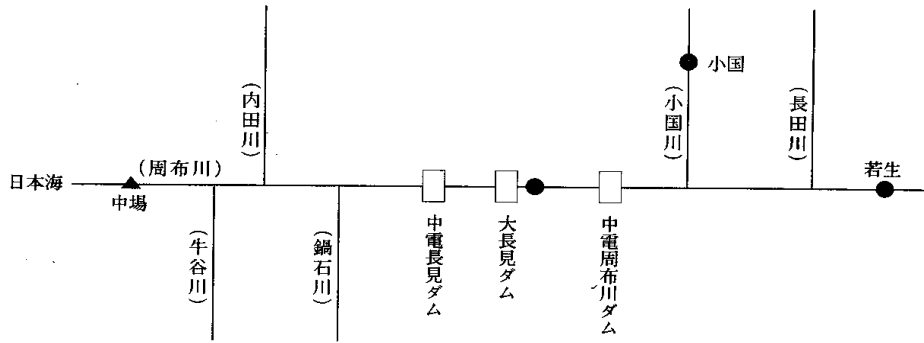 小国
(内田川)
(小国川)
(長田川)
(周布川)
日本海
中場
若生
(牛谷川)
(鍋石川)
中電長見ダム
大長見ダム
中電周布川ダム